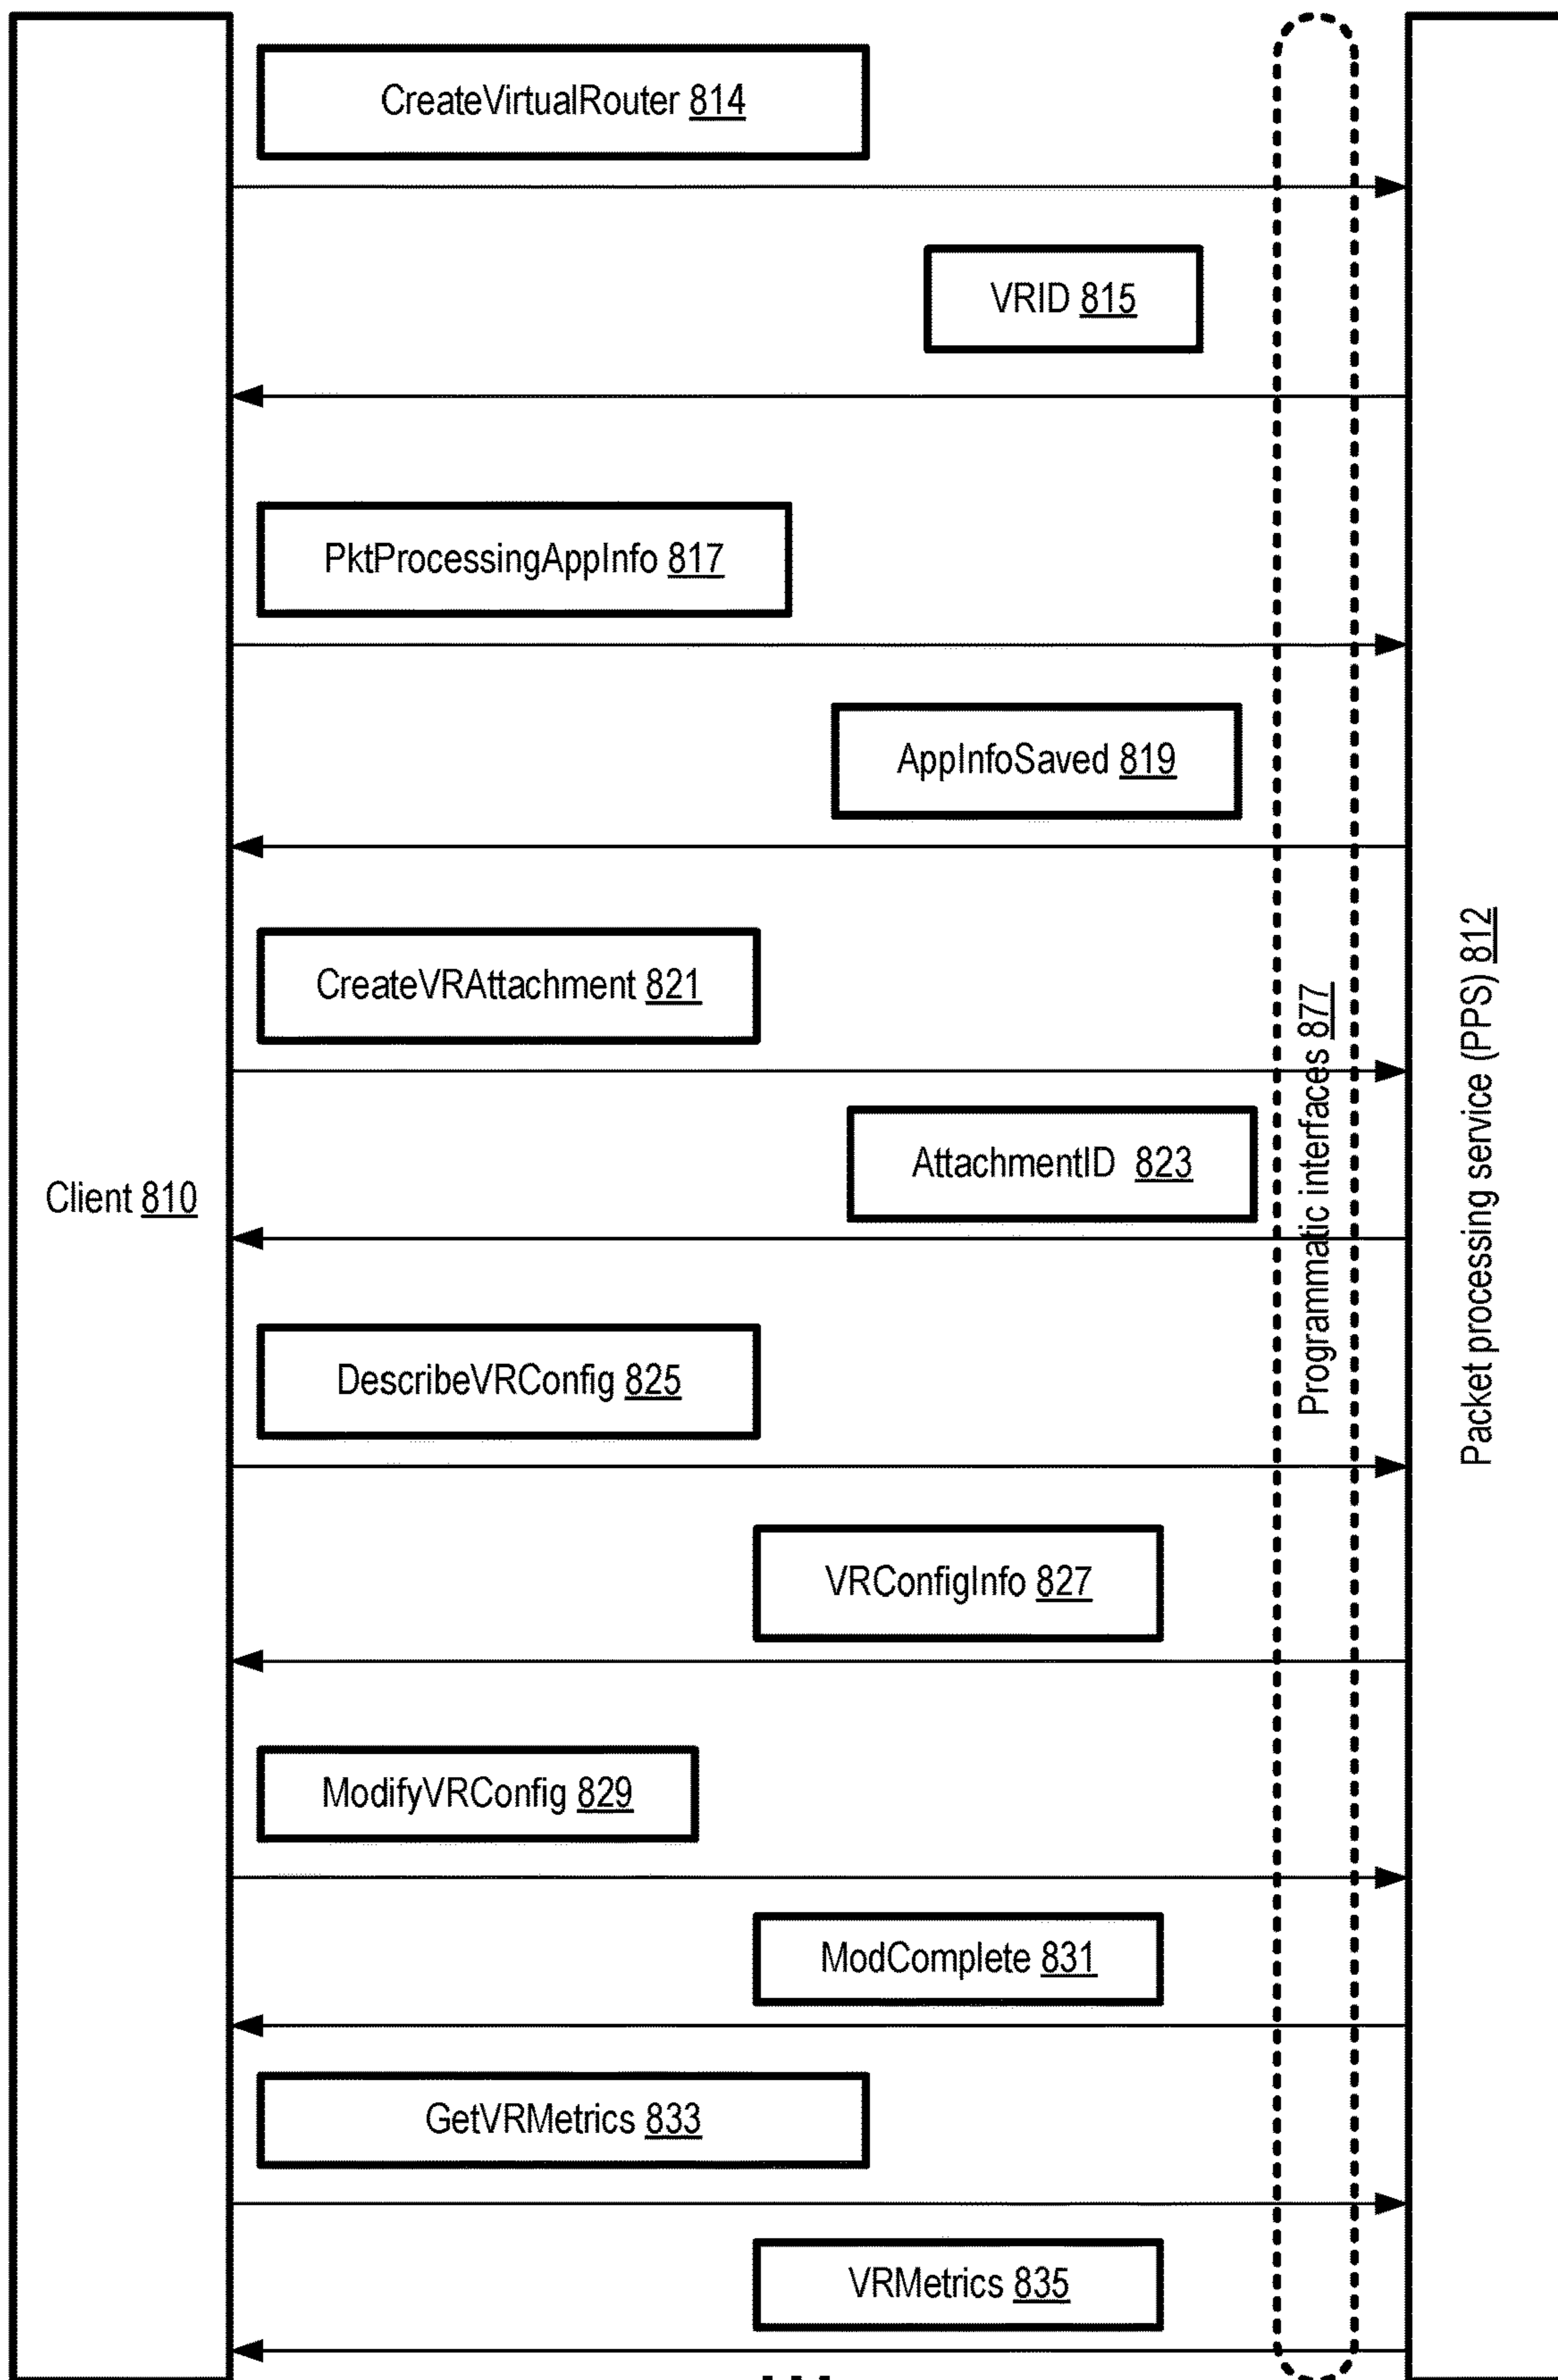 CreateVirtualRouter 814
VRID 815
PktProcessingAppInfo 817
AppInfoSaved 819
CreateVRAttachment 821
AttachmentID 823
Client 810
Programmatic interfaces 877
Packet processing service (PPS) 812
DescribeVRConfig 825
VRConfigInfo 827
ModifyVRConfig 829
ModComplete 831
GetVRMetrics 833
VRMetrics 835
...